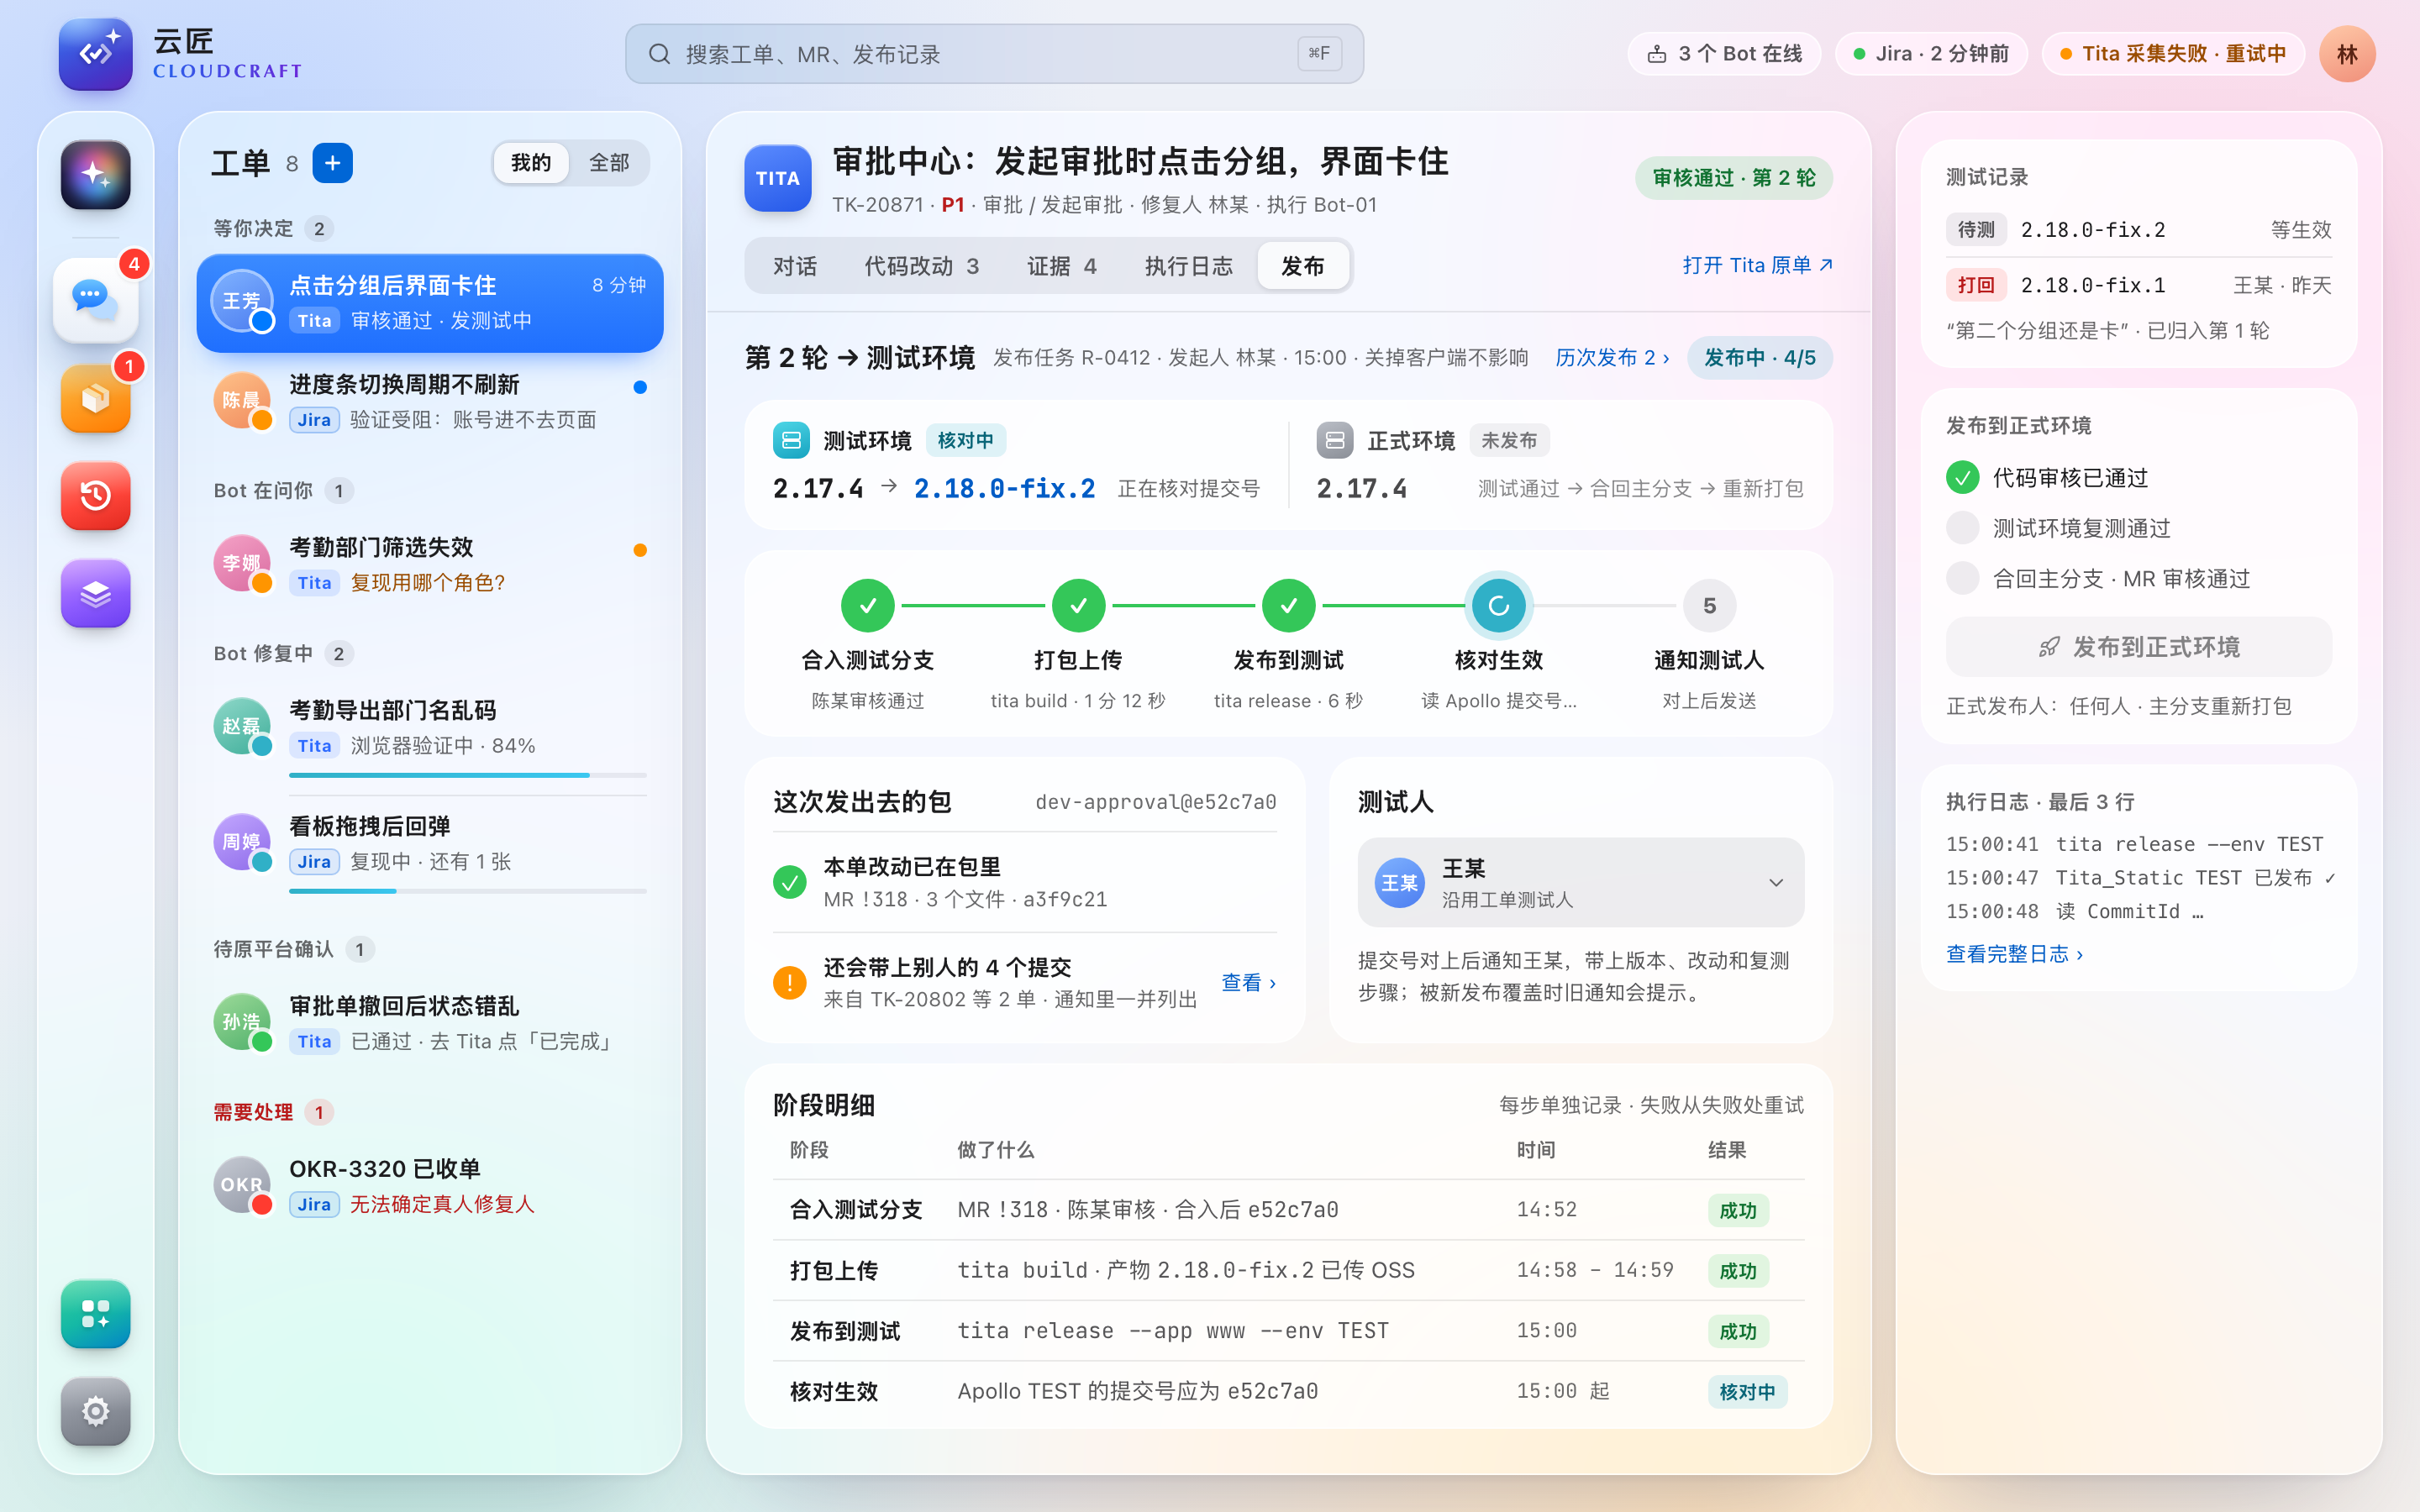 云匠
CLOUDCRAFT
搜索工单、MR、发布记录
⌘F
3 个 Bot 在线
Jira · 2 分钟前
Tita 采集失败 · 重试中
林
4
1
工单 8
我的
全部
等你决定 2
王芳
点击分组后界面卡住
8 分钟
Tita 审核通过 · 发测试中
陈晨
进度条切换周期不刷新
Jira 验证受阻：账号进不去页面
Bot 在问你 1
李娜
考勤部门筛选失效
Tita 复现用哪个角色？
Bot 修复中 2
赵磊
考勤导出部门名乱码
Tita 浏览器验证中 · 84%
周婷
看板拖拽后回弹
Jira 复现中 · 还有 1 张
待原平台确认 1
孙浩
审批单撤回后状态错乱
Tita 已通过 · 去 Tita 点「已完成」
需要处理 1
OKR
OKR-3320 已收单
Jira 无法确定真人修复人
TITA
审批中心：发起审批时点击分组，界面卡住
TK-20871 · P1 · 审批 / 发起审批 · 修复人 林某 · 执行 Bot-01
审核通过 · 第 2 轮
对话
代码改动 3
证据 4
执行日志
发布
打开 Tita 原单 ↗
第 2 轮 → 测试环境
发布任务 R-0412 · 发起人 林某 · 15:00 · 关掉客户端不影响
历次发布 2 ›
发布中 · 4/5
测试环境 核对中
2.17.4 → 2.18.0-fix.2 正在核对提交号
正式环境 未发布
2.17.4 测试通过 → 合回主分支 → 重新打包
5
合入测试分支
打包上传
发布到测试
核对生效
通知测试人
陈某审核通过
tita build · 1 分 12 秒
tita release · 6 秒
读 Apollo 提交号…
对上后发送
这次发出去的包
dev-approval@e52c7a0
本单改动已在包里
MR !318 · 3 个文件 · a3f9c21
还会带上别人的 4 个提交
来自 TK-20802 等 2 单 · 通知里一并列出
查看 ›
测试人
王某
王某
沿用工单测试人
提交号对上后通知王某，带上版本、改动和复测
步骤；被新发布覆盖时旧通知会提示。
阶段明细
每步单独记录 · 失败从失败处重试
阶段 做了什么 时间 结果
合入测试分支 MR !318 · 陈某审核 · 合入后 e52c7a0 14:52 成功
打包上传 tita build · 产物 2.18.0-fix.2 已传 OSS 14:58 – 14:59 成功
发布到测试 tita release --app www --env TEST 15:00 成功
核对生效 Apollo TEST 的提交号应为 e52c7a0 15:00 起 核对中
测试记录
待测 2.18.0-fix.2 等生效
打回 2.18.0-fix.1 王某 · 昨天
“第二个分组还是卡” · 已归入第 1 轮
发布到正式环境
代码审核已通过
测试环境复测通过
合回主分支 · MR 审核通过
发布到正式环境
正式发布人：任何人 · 主分支重新打包
执行日志 · 最后 3 行
15:00:41 tita release --env TEST
15:00:47 Tita_Static TEST 已发布 ✓
15:00:48 读 CommitId …
查看完整日志 ›